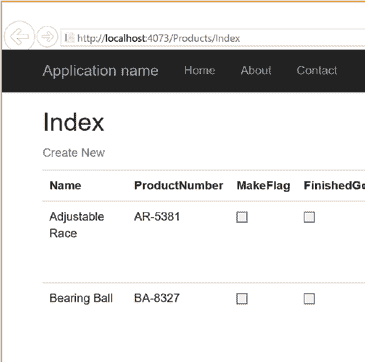 http://localhost:4073/Products/Index
Application name Home About Contact
Index
Create New
Name ProductNumber MakeFlag
Adjustable AR-5381
Race
Bearing Ball BA-8327